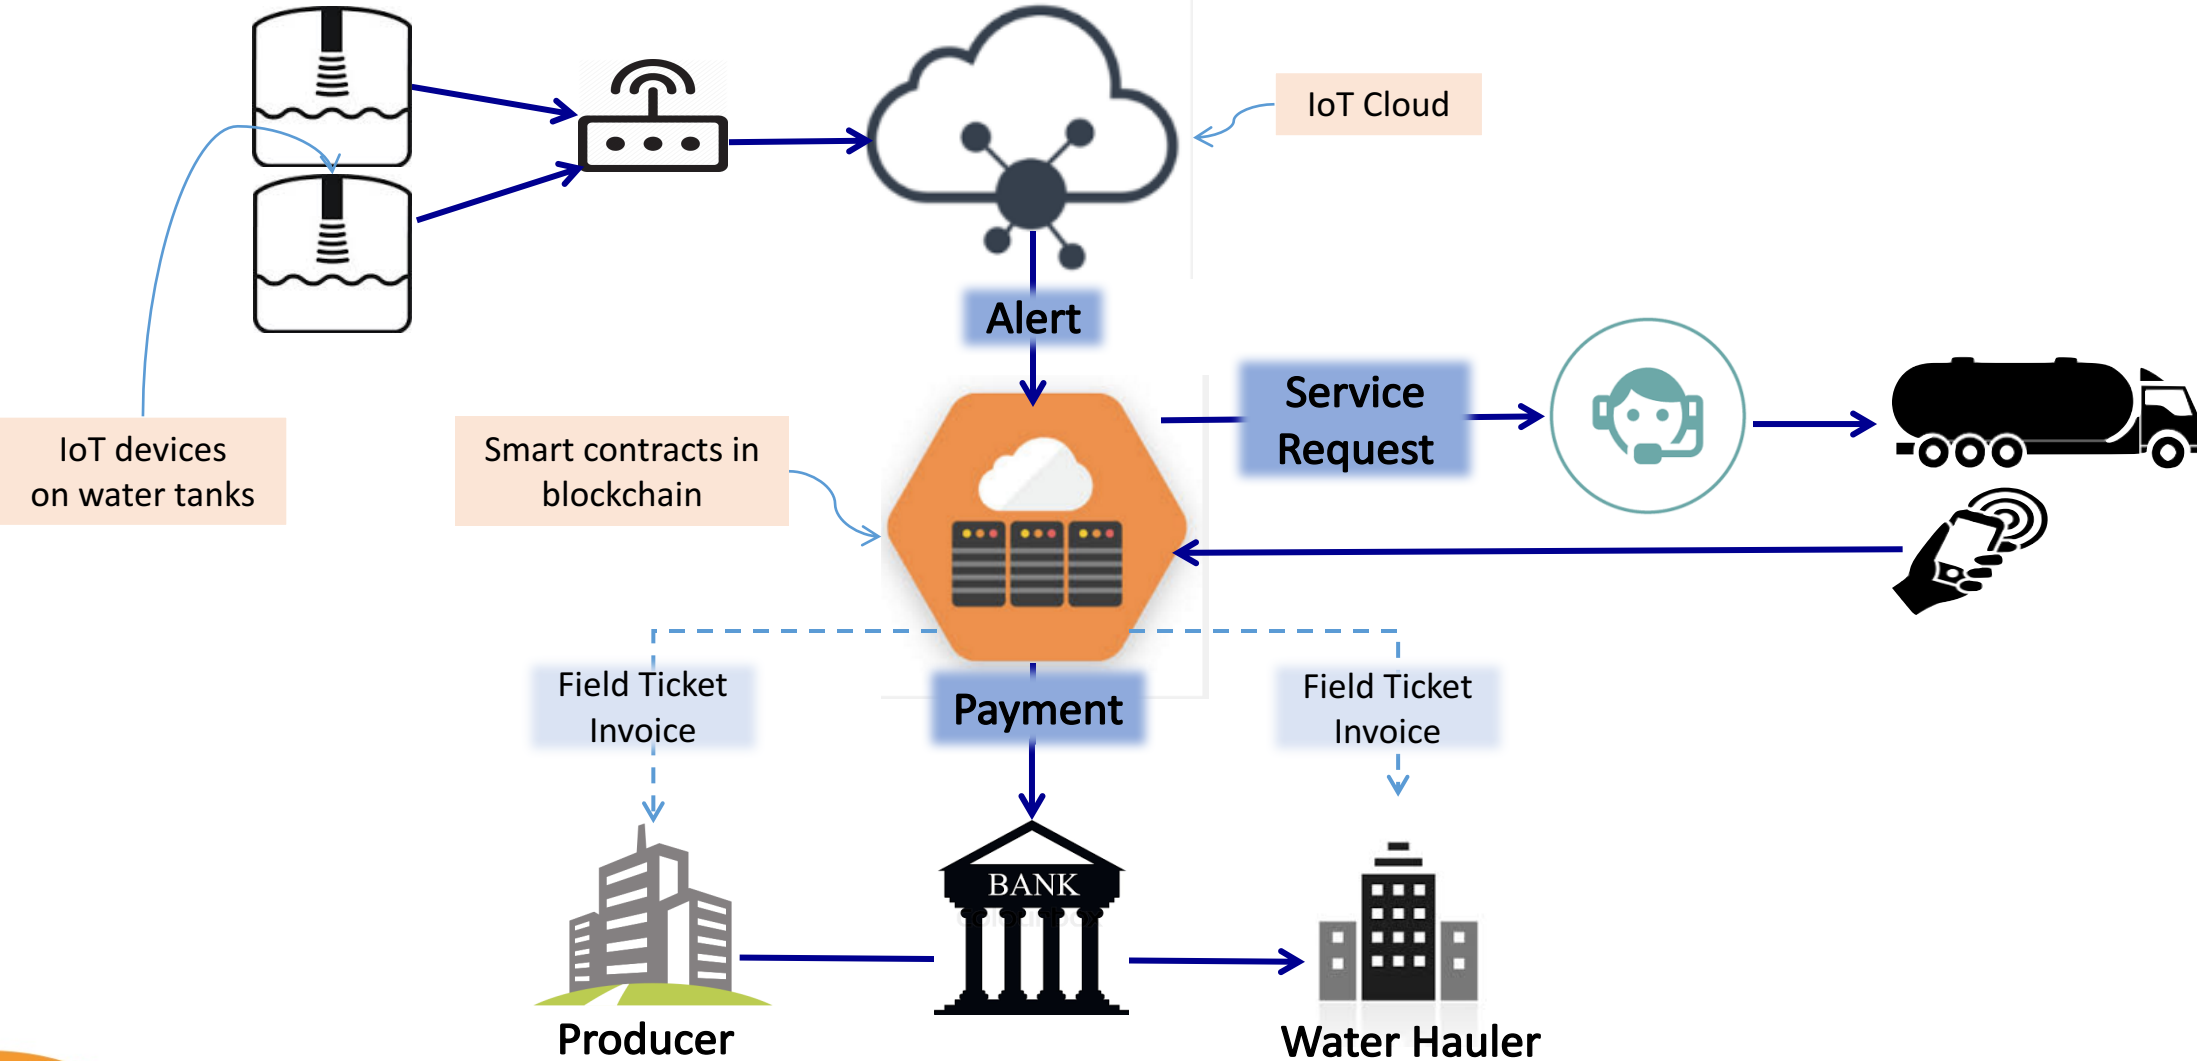 IoT Cloud
Alert
Service
Request
IoT devices
on water tanks
Smart contracts in
blockchain
Field Ticket
Invoice
Payment
Field Ticket
Invoice
BANK
Producer
Water Hauler